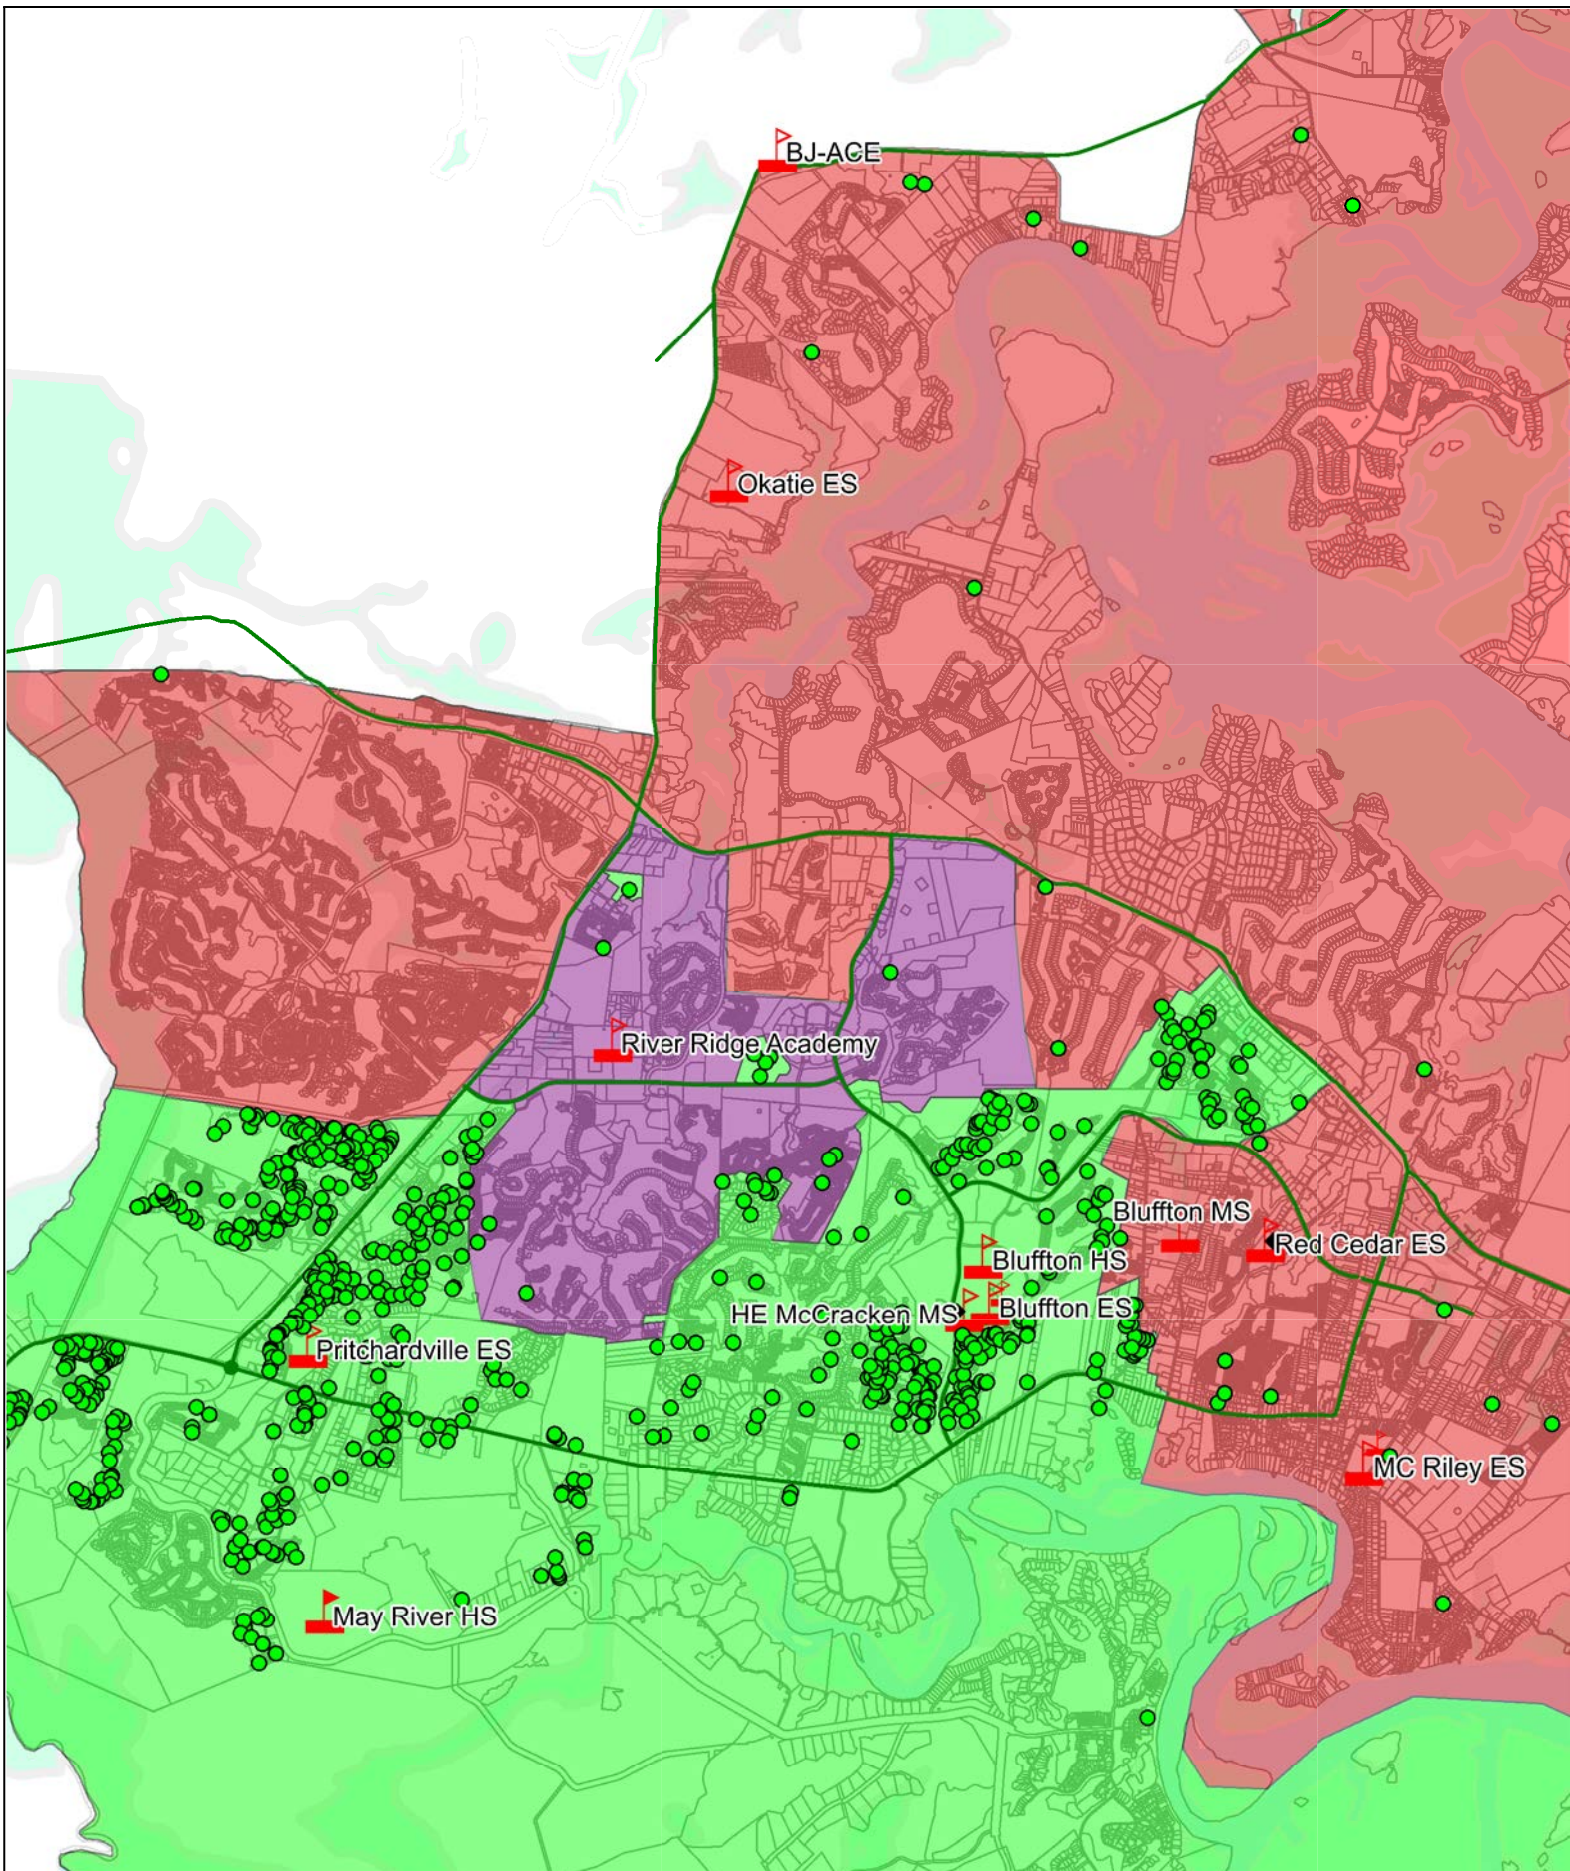 BJ-ACE
Okatie ES
River Ridge Academy
Bluffton MS
Red Cedar ES
Bluffton HS
HE McCracken MS
Bluffton ES
Pritchardville ES
MC Riley ES
May River HS